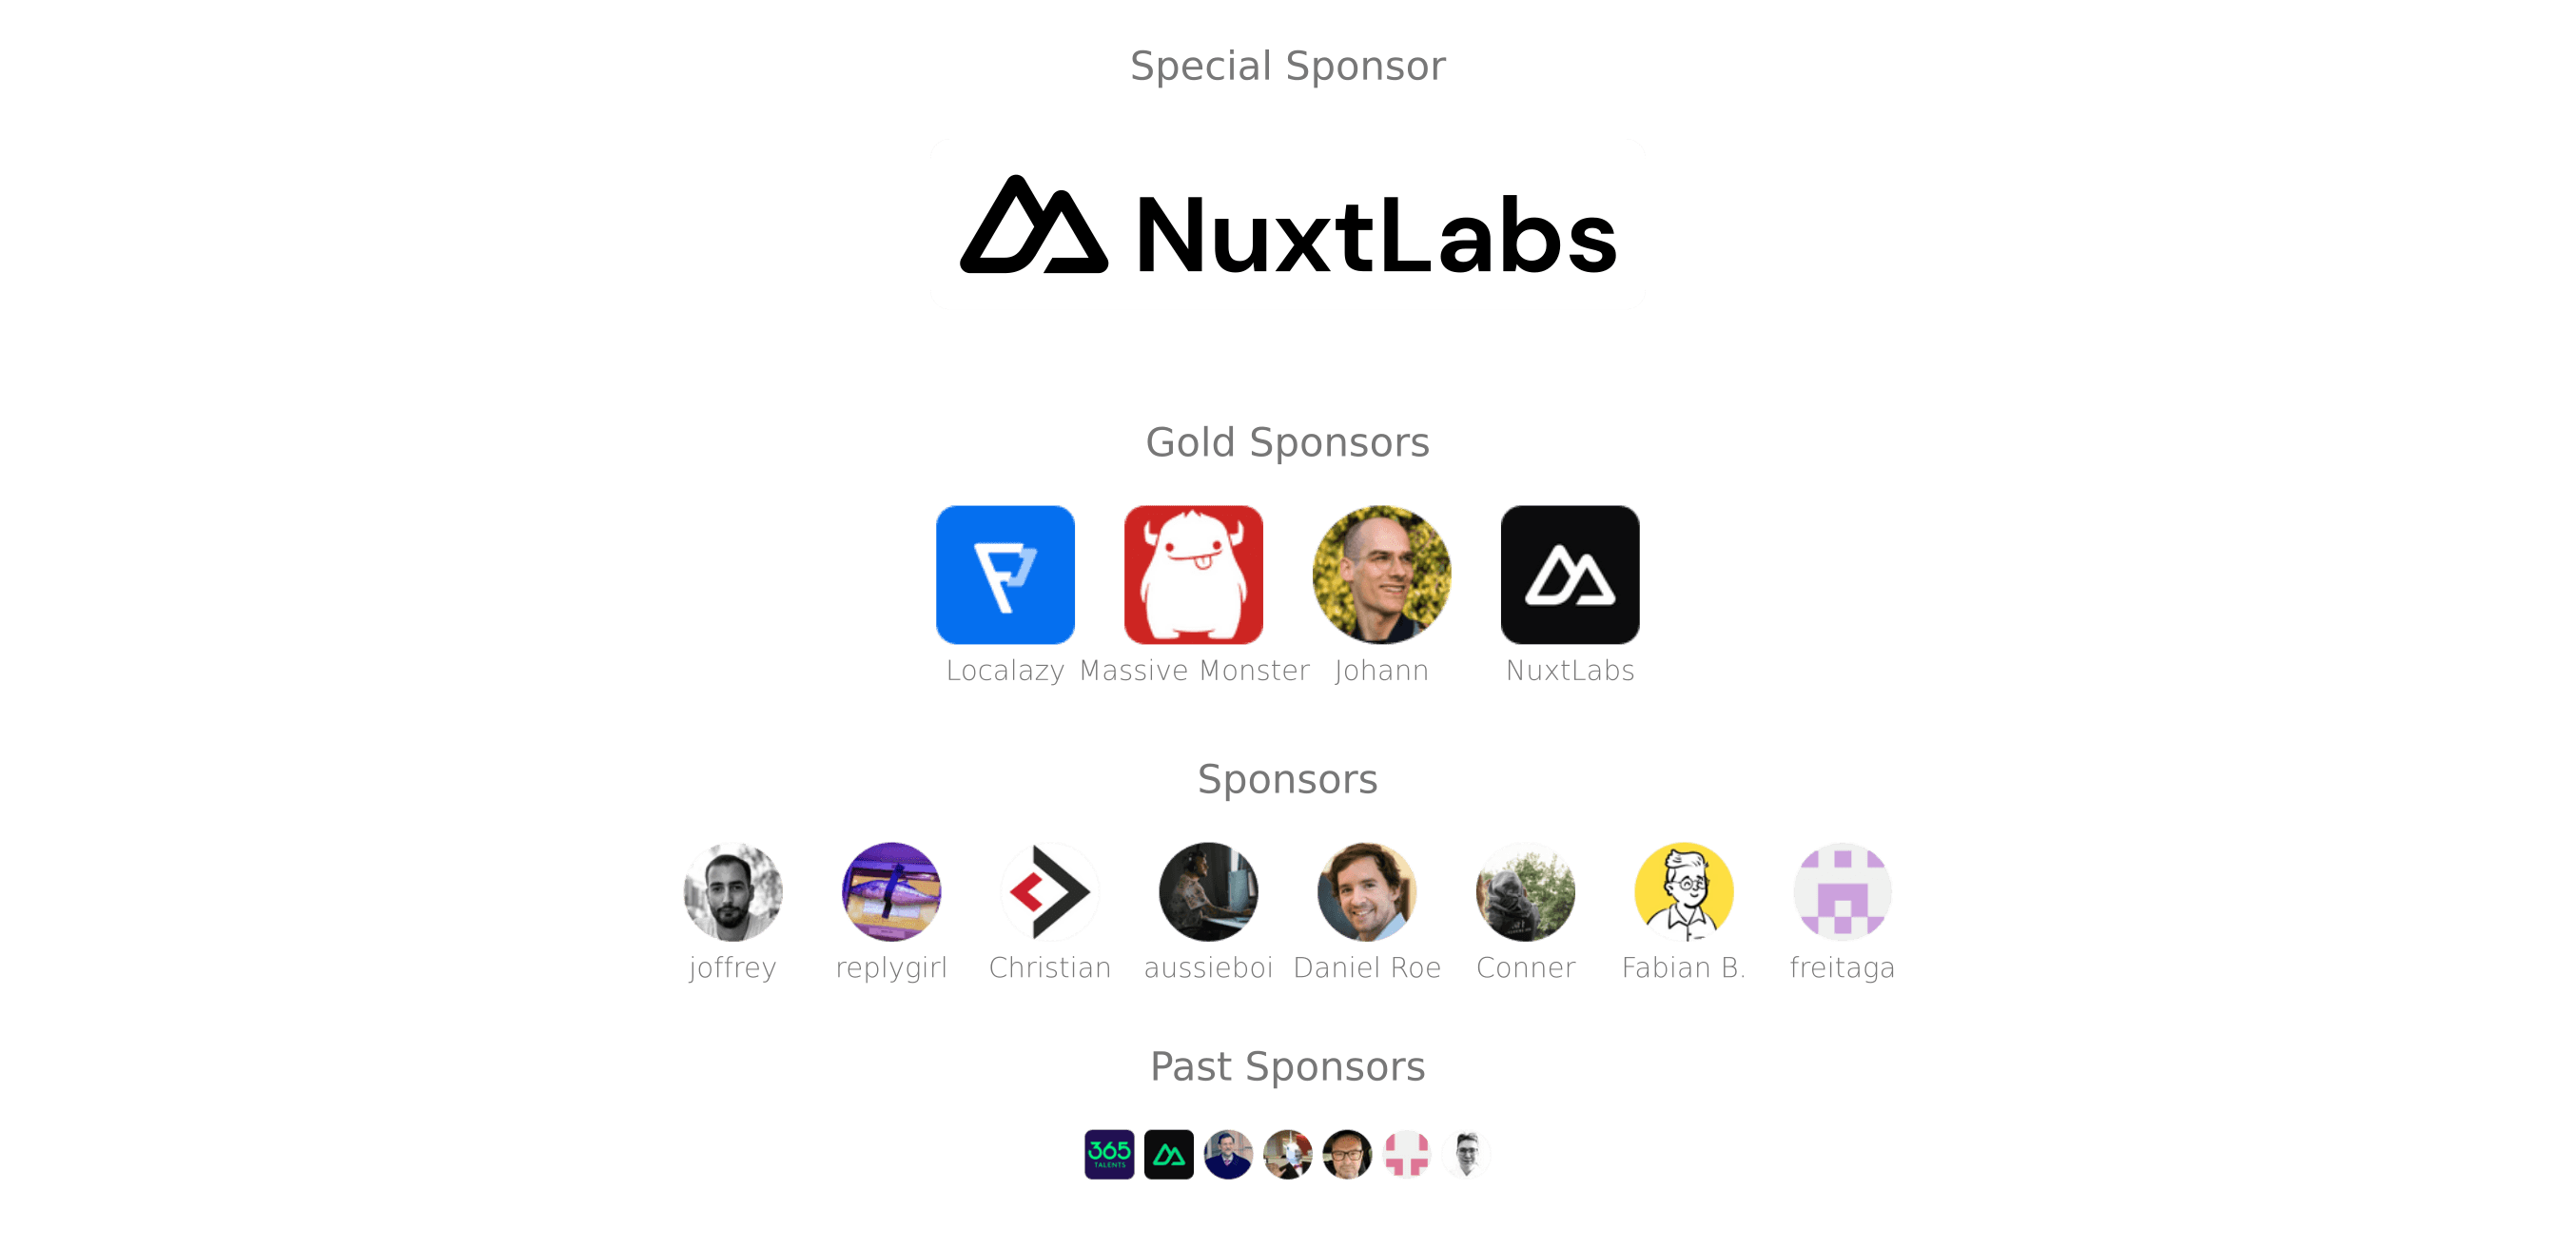 Special Sponsor
NuxtLabs
Gold Sponsors
Localazy Massive Monster Johann NuxtLabs
Sponsors
joffrey replygirl Christian aussieboi Daniel Roe Conner Fabian B. freitaga
Past Sponsors
365
TALENTS